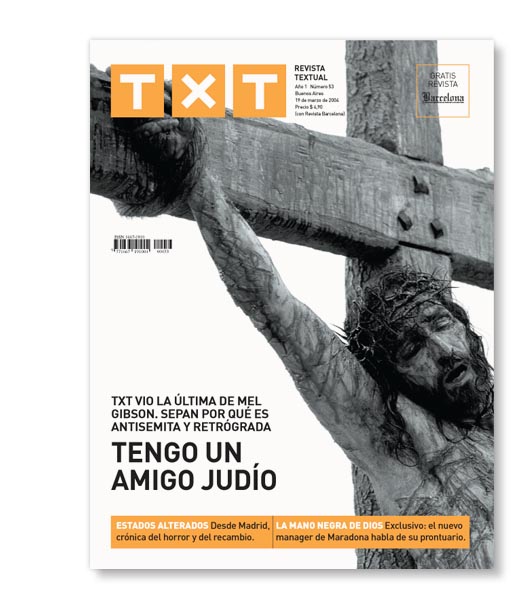 TXT
REVISTA
TEXTUAL
Año 1 Número 53
Buenos Aires
19 de marzo de 2004
Precio $ 4,90
(con Revista Barcelona)
GRATIS
REVISTA
Barcelona
TXT VIO LA ÚLTIMA DE MEL
GIBSON. SEPAN POR QUÉ ES
ANTISEMITA Y RETRÓGRADA
TENGO UN
AMIGO JUDÍO
ESTADOS ALTERADOS Desde Madrid,
crónica del horror y del recambio.
LA MANO NEGRA DE DIOS Exclusivo: el nuevo
manager de Maradona habla de su prontuario.